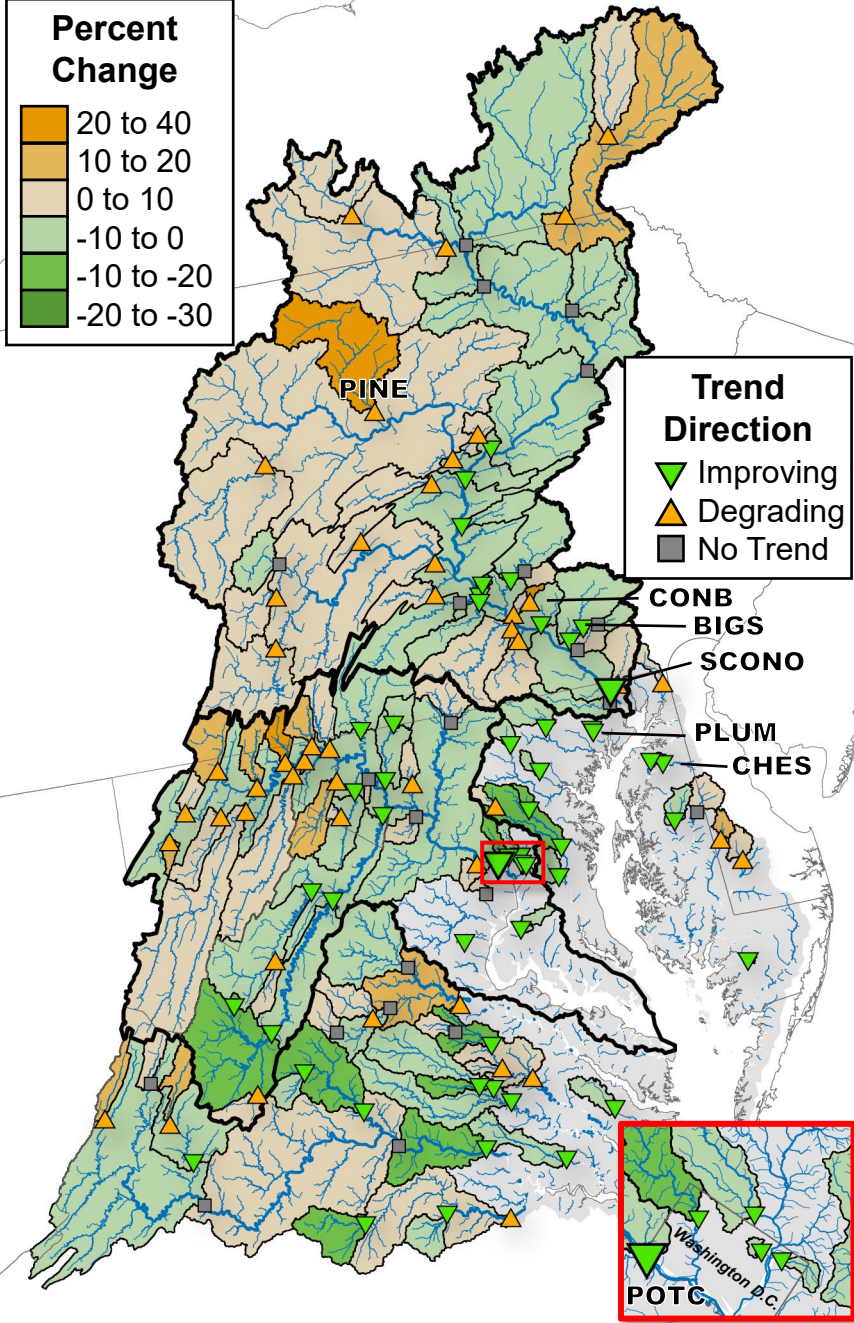 Percent
Change
20 to 40
10 to 20
0 to 10
-10 to 0
-10 to -20
-20 to -30
PINE
Trend
Direction
Improving
Degrading
No Trend
CONB
BIGS
SCONO
PLUM
CHES
Washington D.C.
POTC